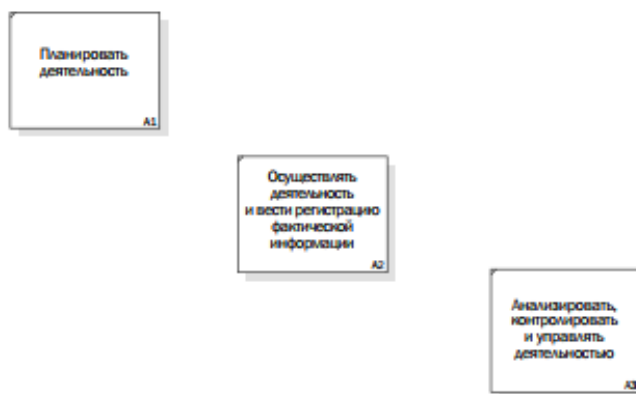 Планировать
деятельность
A1
Осуществлять
деятельность
и вести регистрацию
фактической
информации
A2
Анализировать,
контролировать
и управлять
деятельностью
A3